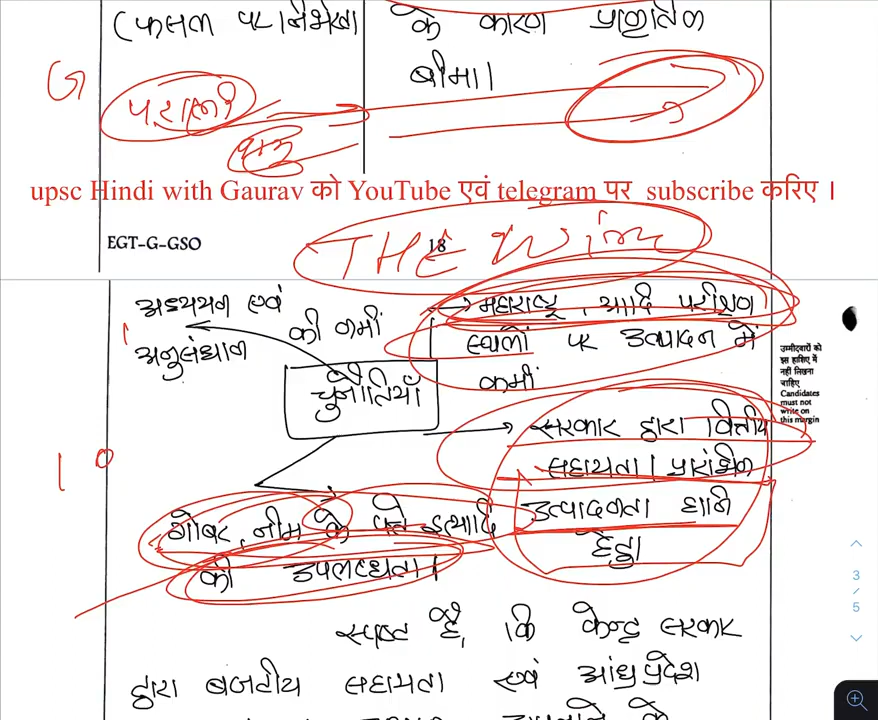 (फसल पर निर्भरता
के कारण प्राकृतिक
बीमा।
G
पराली
upsc Hindi with Gaurav को YouTube एवं telegram पर subscribe करिए ।
EGT-G-GSO
18
THE Wire
अध्ययन एवं
अनुसंधान
की कमी
→ महाराष्ट्र, आदि परीक्षण
स्थलों पर उत्पादन में
कमी
चुनौतियाँ
सरकार द्वारा वित्तीय
सहायता। प्रारंभिक
उत्पादकता हानि
हेतु।
गोबर, नीम के पत्ते इत्यादि
की उपलब्धता।
उम्मीदवारों को
इस हाशिए में
नहीं लिखना
चाहिए
Candidates
must not
write on
this margin
स्पष्ट है, कि केन्द्र सरकार
द्वारा बजटीय सहायता एवं आंध्र प्रदेश
3
/
5